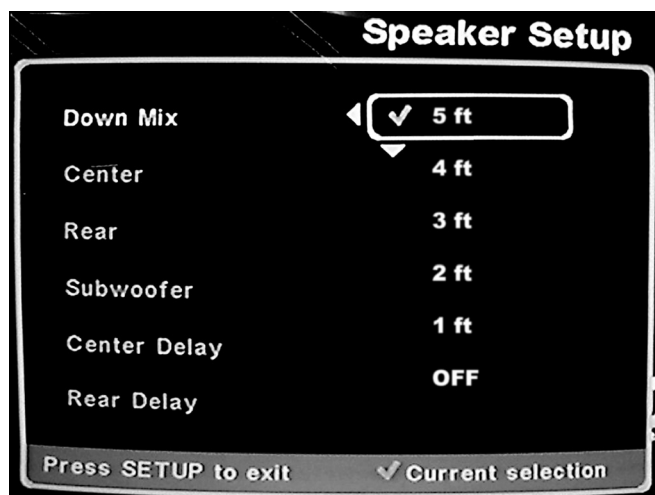 Speaker Setup
Down Mix
✓ 5 ft
Center
4 ft
Rear
3 ft
Subwoofer
2 ft
Center Delay
1 ft
Rear Delay
OFF
Press SETUP to exit
✓ Current selection